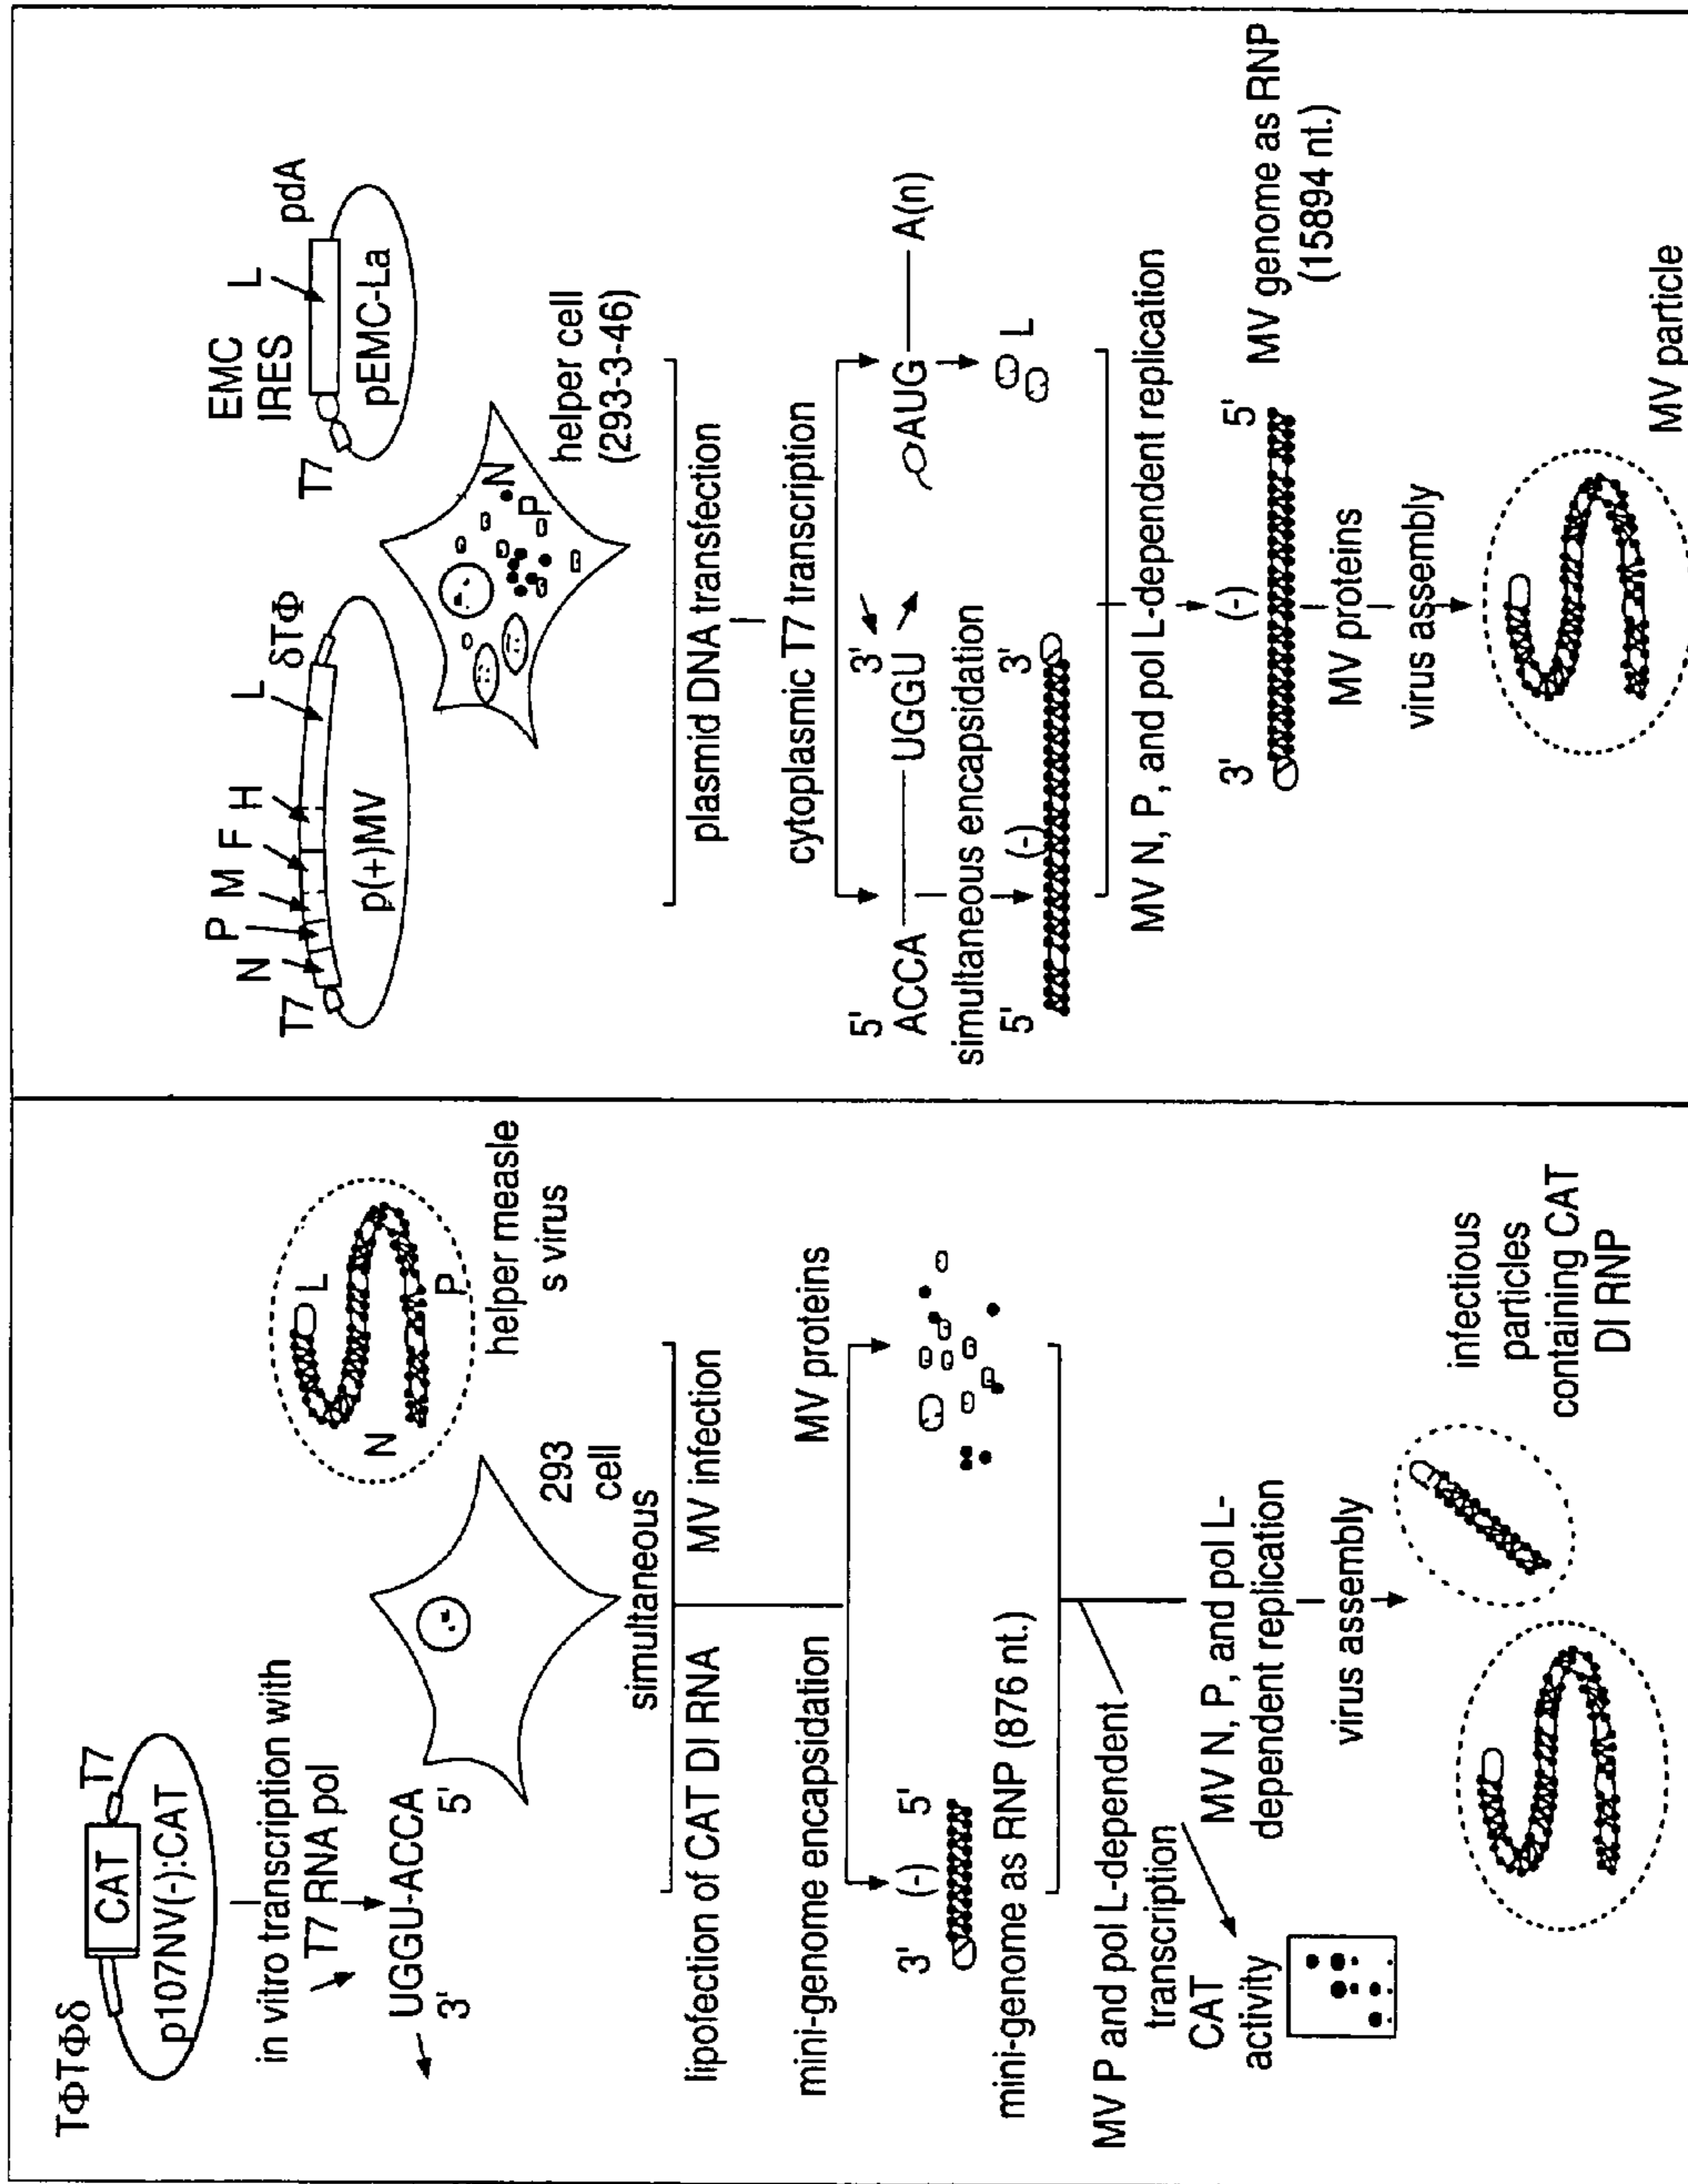 TΦTΦδ
CAT
T7
p107NV(-):CAT
in vitro transcription with
T7 RNA pol
UGGU-ACCA
3'
5'
L
N
P
helper measle
s virus
293
cell
simultaneous
lipofection of CAT DI RNA
MV infection
mini-genome encapsidation
MV proteins
3'
(-)
5'
mini-genome as RNP (876 nt.)
MV P and pol L-dependent
transcription
CAT
activity
MV N, P, and pol L-
dependent replication
virus assembly
infectious
particles
containing CAT
DI RNP
T7
N
P
M
F
H
L
δTΦ
p(+)MV
EMC
IRES
T7
L
pdA
pEMC-La
N
P
helper cell
(293-3-46)
plasmid DNA transfection
cytoplasmic T7 transcription
5'
3'
ACCA
UGGU
AUG
A(n)
simultaneous encapsidation
5'
(-)
3'
L
MV N, P, and pol L-dependent replication
3'
(-)
5'
MV genome as RNP
(15894 nt.)
MV proteins
virus assembly
MV particle